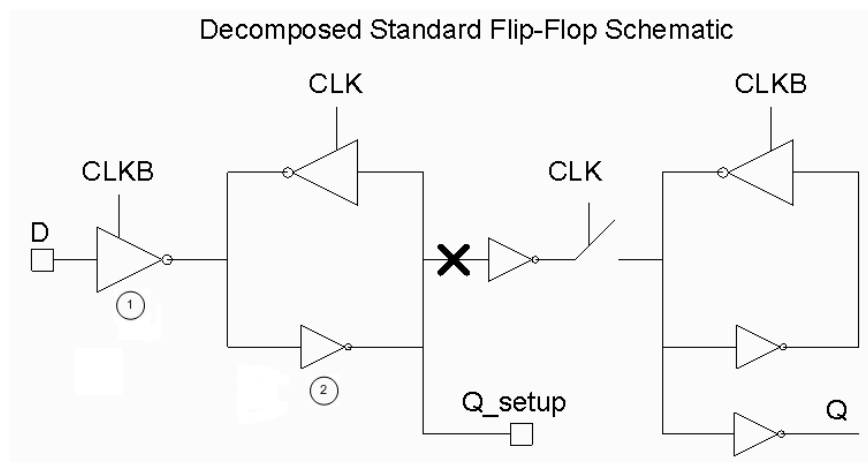 Decomposed Standard Flip-Flop Schematic
CLK
CLKB
CLKB
CLK
D
1
2
Q_setup
Q